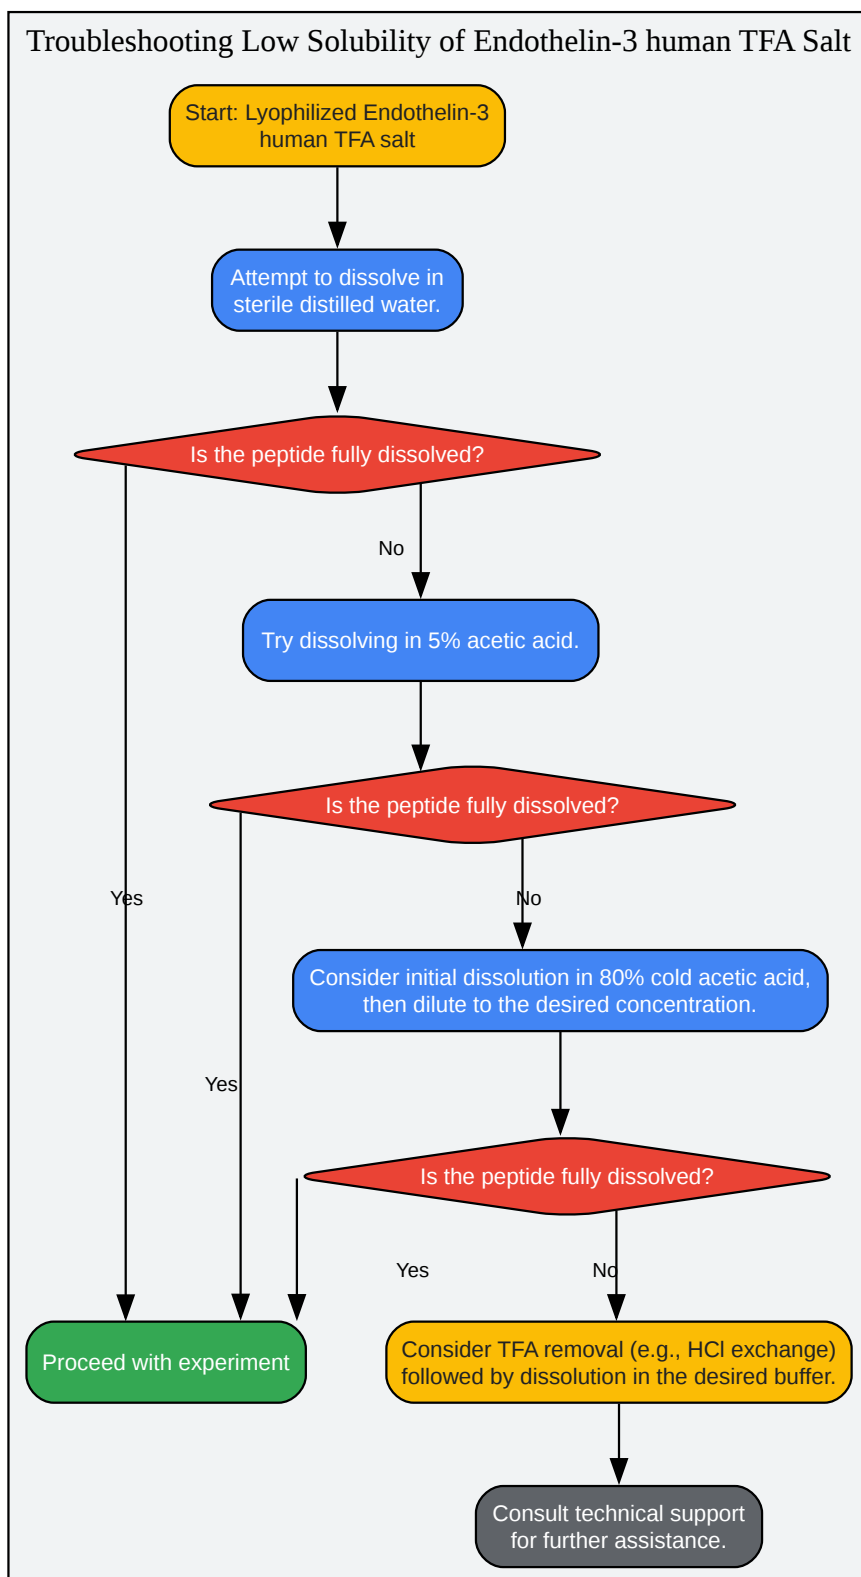 Troubleshooting Low Solubility of Endothelin-3 human TFA Salt
Start: Lyophilized Endothelin-3
human TFA salt
Attempt to dissolve in
sterile distilled water.
Is the peptide fully dissolved?
No
Try dissolving in 5% acetic acid.
Is the peptide fully dissolved?
Yes
No
Consider initial dissolution in 80% cold acetic acid,
then dilute to the desired concentration.
Yes
Is the peptide fully dissolved?
Yes
No
Proceed with experiment
Consider TFA removal (e.g., HCl exchange)
followed by dissolution in the desired buffer.
Consult technical support
for further assistance.